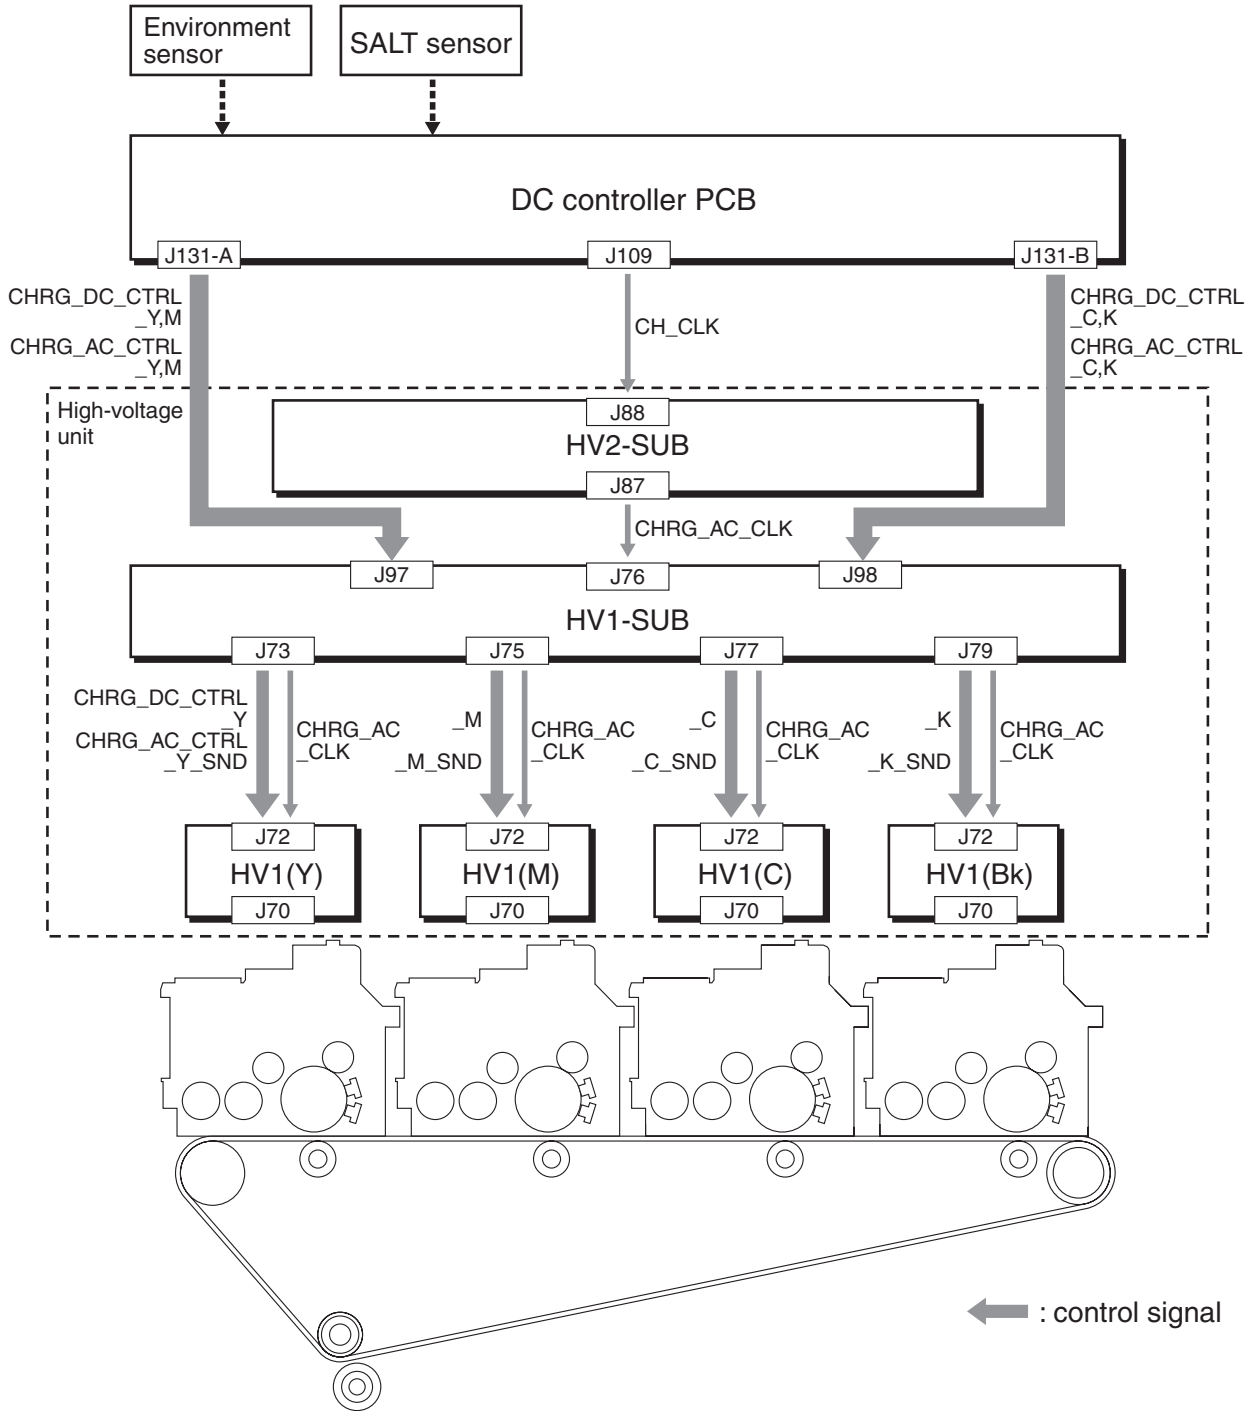 Environment
sensor
SALT sensor
DC controller PCB
J131-A
J109
J131-B
CHRG_DC_CTRL
_Y,M
CHRG_AC_CTRL
_Y,M
CH_CLK
CHRG_DC_CTRL
_C,K
CHRG_AC_CTRL
_C,K
High-voltage
unit
J88
HV2-SUB
J87
CHRG_AC_CLK
J97
J76
J98
HV1-SUB
J73
J75
J77
J79
CHRG_DC_CTRL
_Y
CHRG_AC_CTRL
_Y_SND
CHRG_AC
_CLK
_M
_M_SND
CHRG_AC
_CLK
_C
_C_SND
CHRG_AC
_CLK
_K
_K_SND
CHRG_AC
_CLK
J72
HV1(Y)
J70
J72
HV1(M)
J70
J72
HV1(C)
J70
J72
HV1(Bk)
J70
: control signal